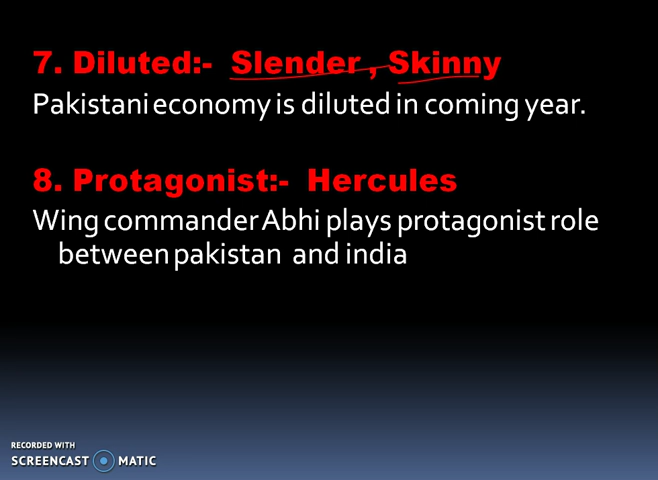 7. Diluted:- Slender , Skinny
Pakistani economy is diluted in coming year.
8. Protagonist:- Hercules
Wing commander Abhi plays protagonist role
between pakistan and india
RECORDED WITH
SCREENCAST MATIC